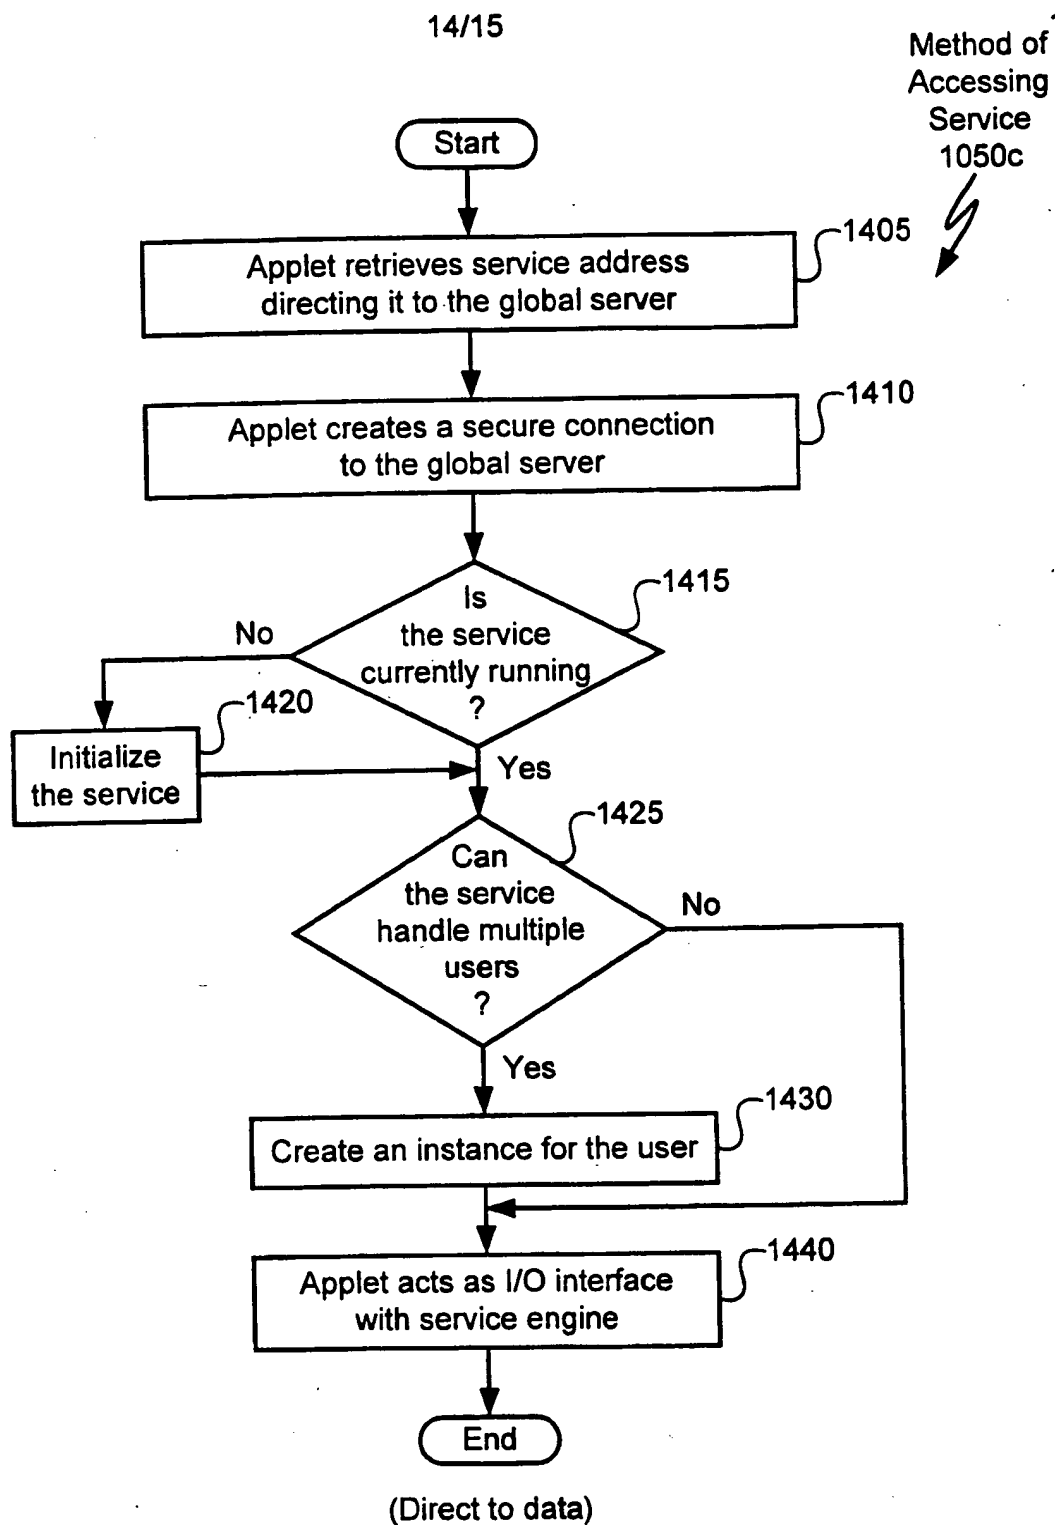 14/15
Method of
Accessing
Service
1050c
Start
1405
Applet retrieves service address
directing it to the global server
1410
Applet creates a secure connection
to the global server
1415
Is
the service
currently running
?
No
1420
Initialize
the service
Yes
1425
Can
the service
handle multiple
users
?
No
Yes
1430
Create an instance for the user
1440
Applet acts as I/O interface
with service engine
End
(Direct to data)